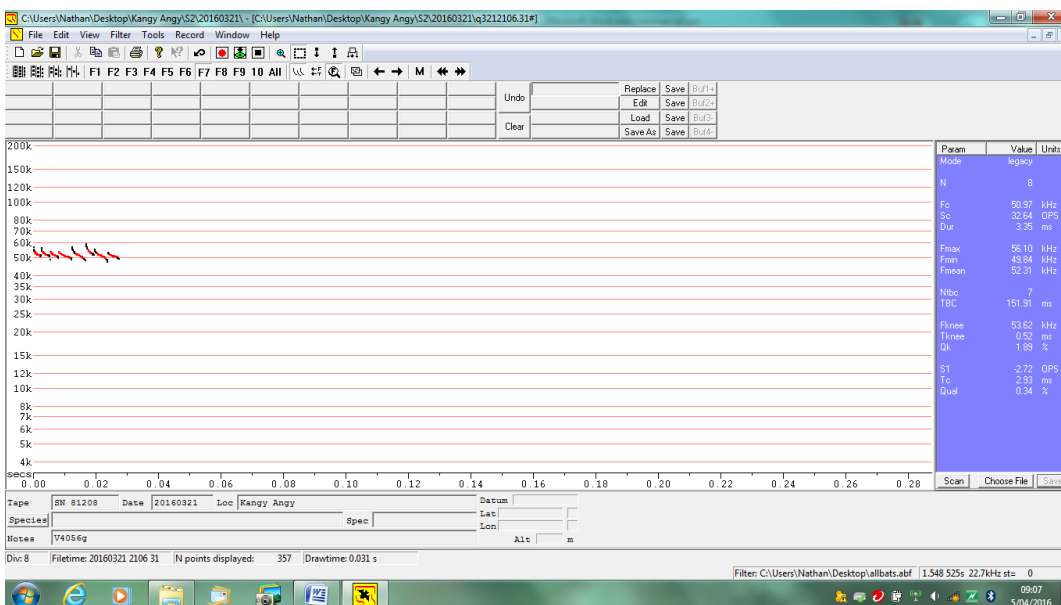 C:\Users\Nathan\Desktop\Kangy Angy\S2\20160321\ - [C:\Users\Nathan\Desktop\Kangy Angy\S2\20160321\q3212106.31#]
File Edit View Filter Tools Record Window Help
F1 F2 F3 F4 F5 F6 F7 F8 F9 10 All M
Undo Replace Save Buf1+
Edit Save Buf2+
Load Save Buf3-
Clear Save As Save Buf4-
200k
150k
120k
100k
80k
70k
60k
50k
40k
35k
30k
25k
20k
15k
12k
10k
8k
7k
6k
5k
4k
secs
0.00 0.02 0.04 0.06 0.08 0.10 0.12 0.14 0.16 0.18 0.20 0.22 0.24 0.26 0.28
Param Value Units
Mode legacy
N 8
Fc 50.97 kHz
Sc 32.64 OPS
Dur 3.35 ms
Fmax 56.10 kHz
Fmin 49.84 kHz
Fmean 52.31 kHz
Ntbc 7
TBC 151.91 ms
Fknee 53.62 kHz
Tknee 0.52 ms
Qk 1.89 %
S1 -2.72 OPS
Tc 2.93 ms
Qual 0.34 %
Scan Choose File Save
Tape SN 81208 Date 20160321 Loc Kangy Angy Datum
Species Spec Lat
Lon
Notes V4056g Alt m
Div: 8 Filetime: 20160321 2106 31 N points displayed: 357 Drawtime: 0.031 s
Filter: C:\Users\Nathan\Desktop\allbats.abf 1.548 525s 22.7kHz st= 0
09:07
5/04/2016